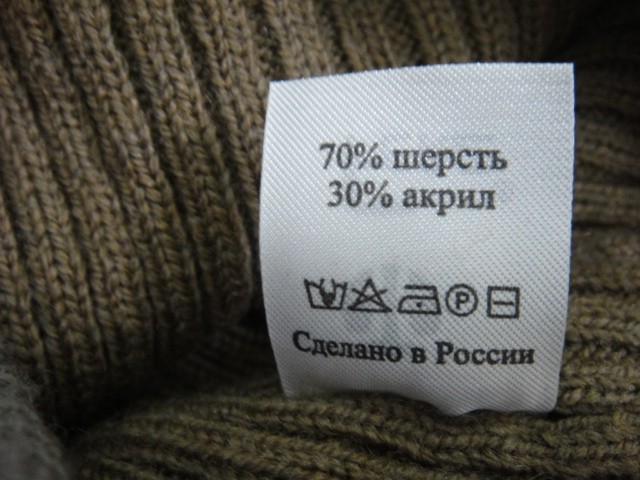 70% шерсть
30% акрил
P
Сделано в России